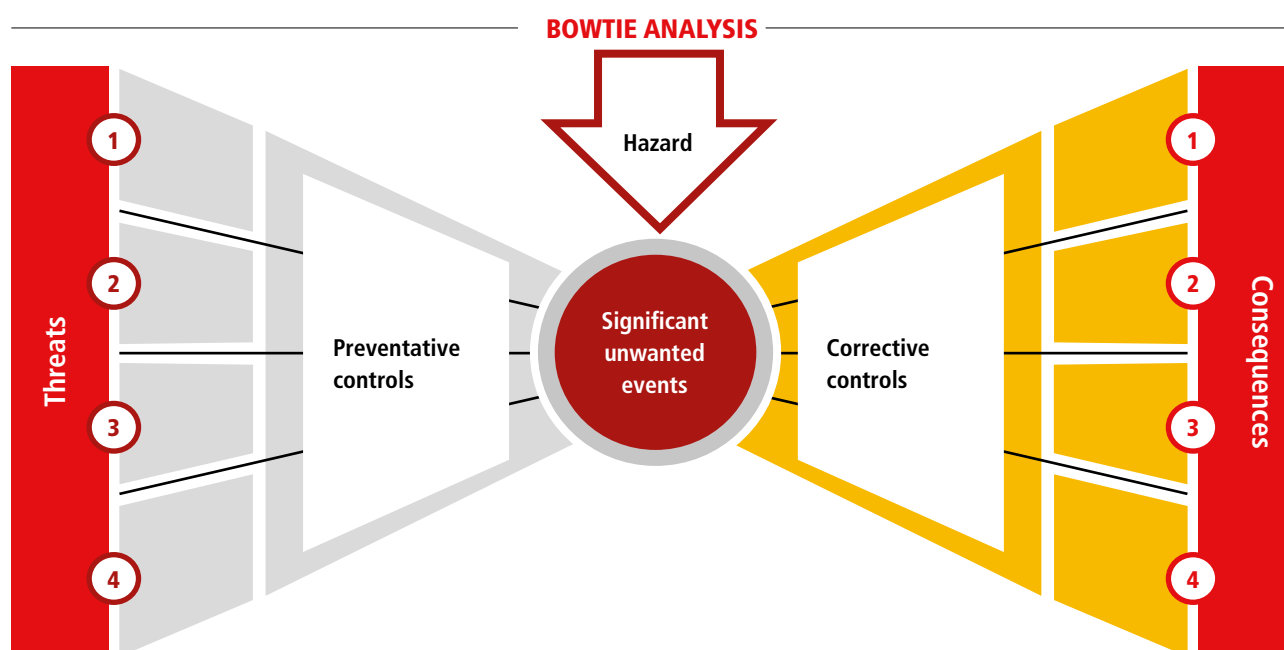 BOWTIE ANALYSIS
Hazard
Threats
1
2
3
4
Preventative
controls
Significant
unwanted
events
Corrective
controls
1
2
3
4
Consequences